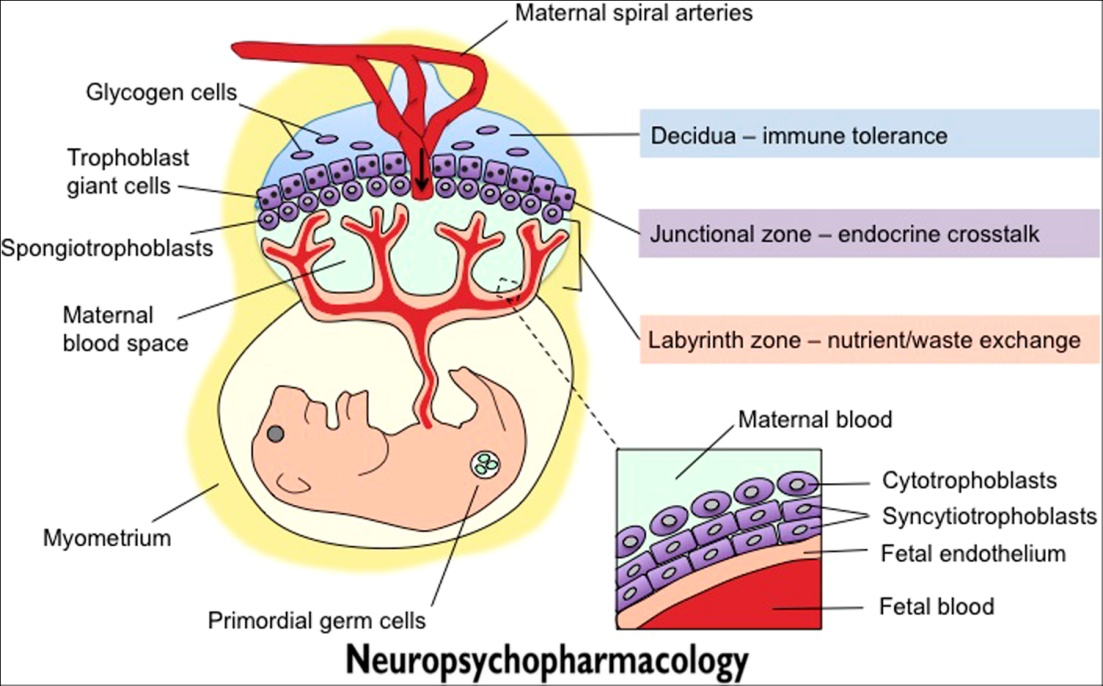 Maternal spiral arteries
Glycogen cells
Trophoblast
giant cells
Spongiotrophoblasts
Maternal
blood space
Myometrium
Primordial germ cells
Decidua – immune tolerance
Junctional zone – endocrine crosstalk
Labyrinth zone – nutrient/waste exchange
Maternal blood
Cytotrophoblasts
Syncytiotrophoblasts
Fetal endothelium
Fetal blood
Neuropsychopharmacology